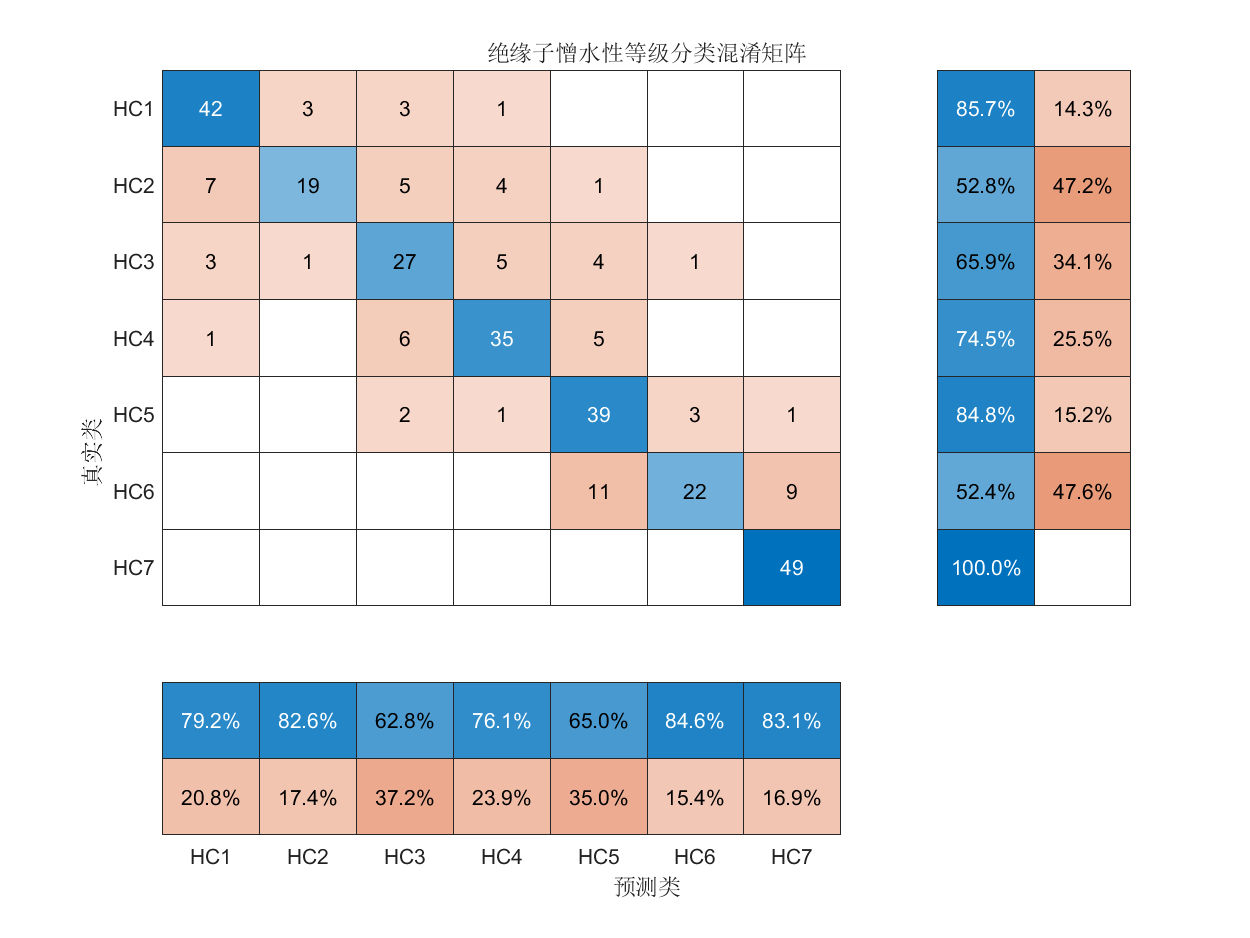 绝缘子憎水性等级分类混淆矩阵
HC1 42 3 3 1 85.7% 14.3%
HC2 7 19 5 4 1 52.8% 47.2%
HC3 3 1 27 5 4 1 65.9% 34.1%
HC4 1 6 35 5 74.5% 25.5%
真实类
HC5 2 1 39 3 1 84.8% 15.2%
HC6 11 22 9 52.4% 47.6%
HC7 49 100.0%
79.2% 82.6% 62.8% 76.1% 65.0% 84.6% 83.1%
20.8% 17.4% 37.2% 23.9% 35.0% 15.4% 16.9%
HC1 HC2 HC3 HC4 HC5 HC6 HC7
预测类